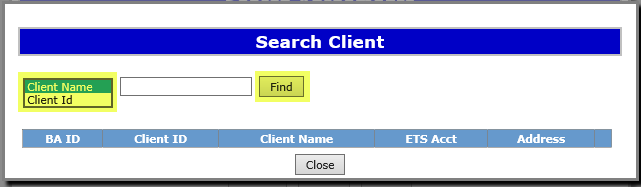 Search Client
Client Name
Client Id
Find
BA ID Client ID Client Name ETS Acct Address
Close